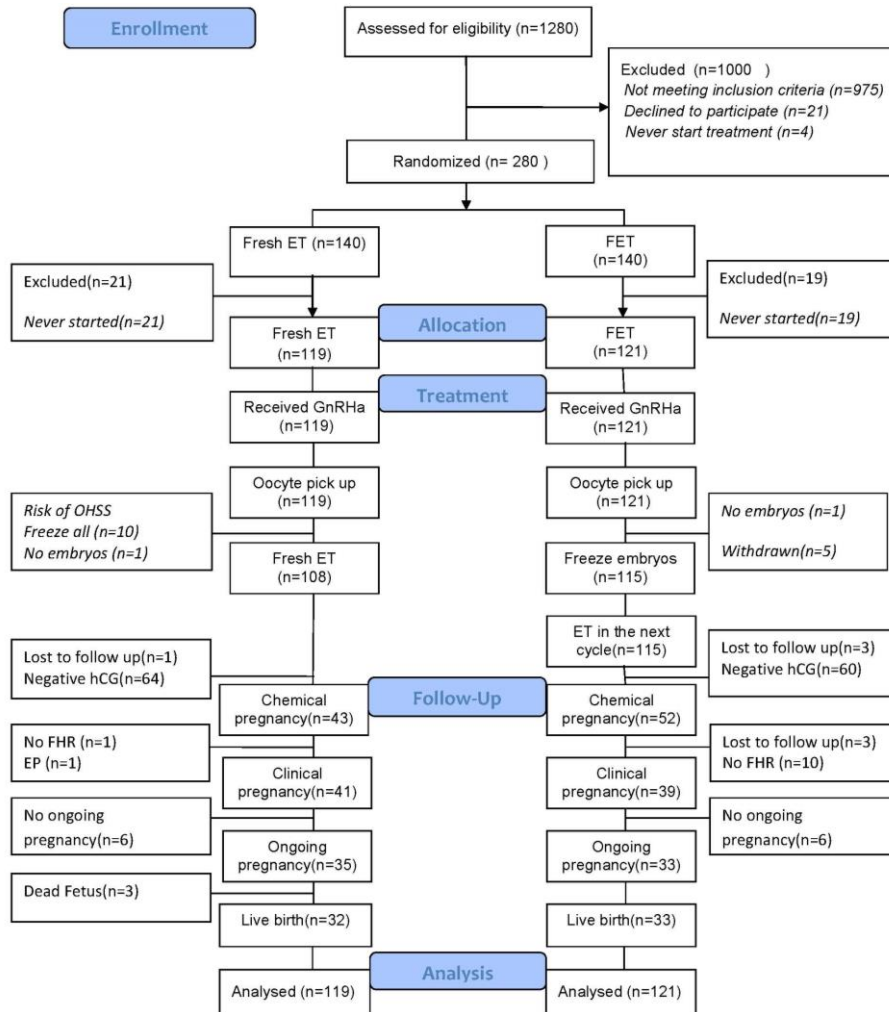 Enrollment
Assessed for eligibility (n=1280)
Excluded (n=1000 )
Not meeting inclusion criteria (n=975)
Declined to participate (n=21)
Never start treatment (n=4)
Randomized (n= 280 )
Fresh ET (n=140)
FET
(n=140)
Excluded(n=21)
Never started(n=21)
Excluded(n=19)
Never started(n=19)
Allocation
Fresh ET
(n=119)
FET
(n=121)
Treatment
Received GnRHa
(n=119)
Received GnRHa
(n=121)
Oocyte pick up
(n=119)
Oocyte pick up
(n=121)
Risk of OHSS
Freeze all (n=10)
No embryos (n=1)
No embryos (n=1)
Withdrawn(n=5)
Fresh ET
(n=108)
Freeze embryos
(n=115)
ET in the next
cycle(n=115)
Lost to follow up(n=1)
Negative hCG(n=64)
Lost to follow up(n=3)
Negative hCG(n=60)
Follow-Up
Chemical
pregnancy(n=43)
Chemical
pregnancy(n=52)
No FHR (n=1)
EP (n=1)
Lost to follow up(n=3)
No FHR(n=10)
Clinical
pregnancy(n=41)
Clinical
pregnancy(n=39)
No ongoing
pregnancy(n=6)
No ongoing
pregnancy(n=6)
Ongoing
pregnancy(n=35)
Ongoing
pregnancy(n=33)
Dead Fetus(n=3)
Live birth(n=32)
Live birth(n=33)
Analysis
Analysed (n=119)
Analysed (n=121)